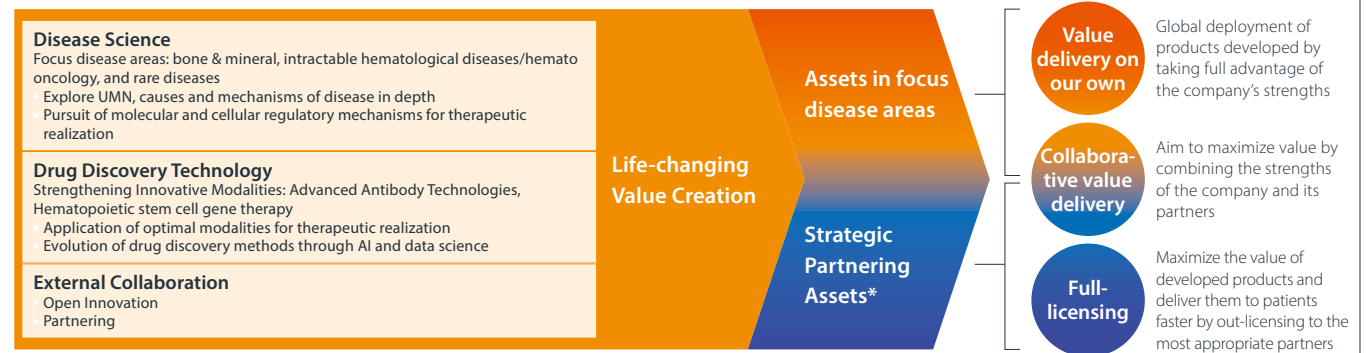 Disease Science
Focus disease areas: bone & mineral, intractable hematological diseases/hemato
oncology, and rare diseases
Explore UMN, causes and mechanisms of disease in depth
Pursuit of molecular and cellular regulatory mechanisms for therapeutic
realization
Drug Discovery Technology
Strengthening Innovative Modalities: Advanced Antibody Technologies,
Hematopoietic stem cell gene therapy
Application of optimal modalities for therapeutic realization
Evolution of drug discovery methods through AI and data science
External Collaboration
Open Innovation
Partnering
Life-changing
Value Creation
Assets in focus
disease areas
Strategic
Partnering
Assets*
Value
delivery on
our own
Global deployment of
products developed by
taking full advantage of
the company's strengths
Collabora-
tive value
delivery
Aim to maximize value by
combining the strengths
of the company and its
partners
Full-
licensing
Maximize the value of
developed products and
deliver them to patients
faster by out-licensing to the
most appropriate partners